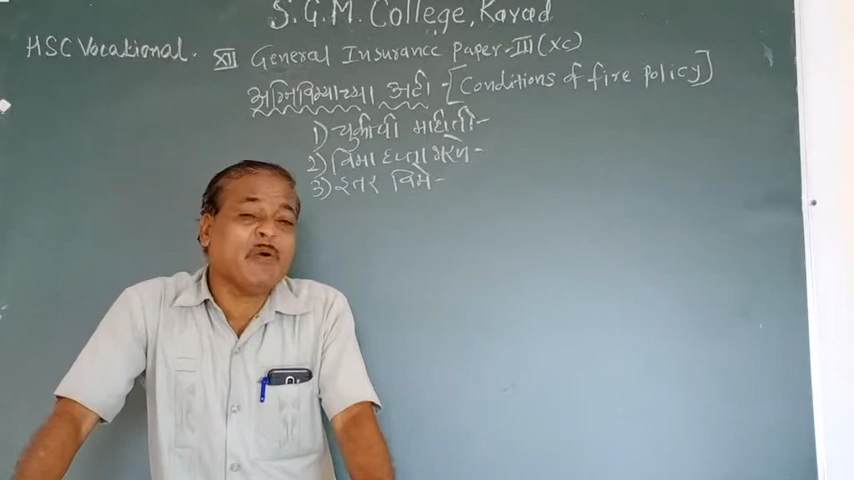 S.G.M. College, Karad
HSC Vocational. XII General Insurance paper-III (XC)
अग्निविम्याच्या अटी - [Conditions of fire policy]
1) चुकीची माहीती -
2) विमा हप्ता भरणे -
3) इतर विमे -